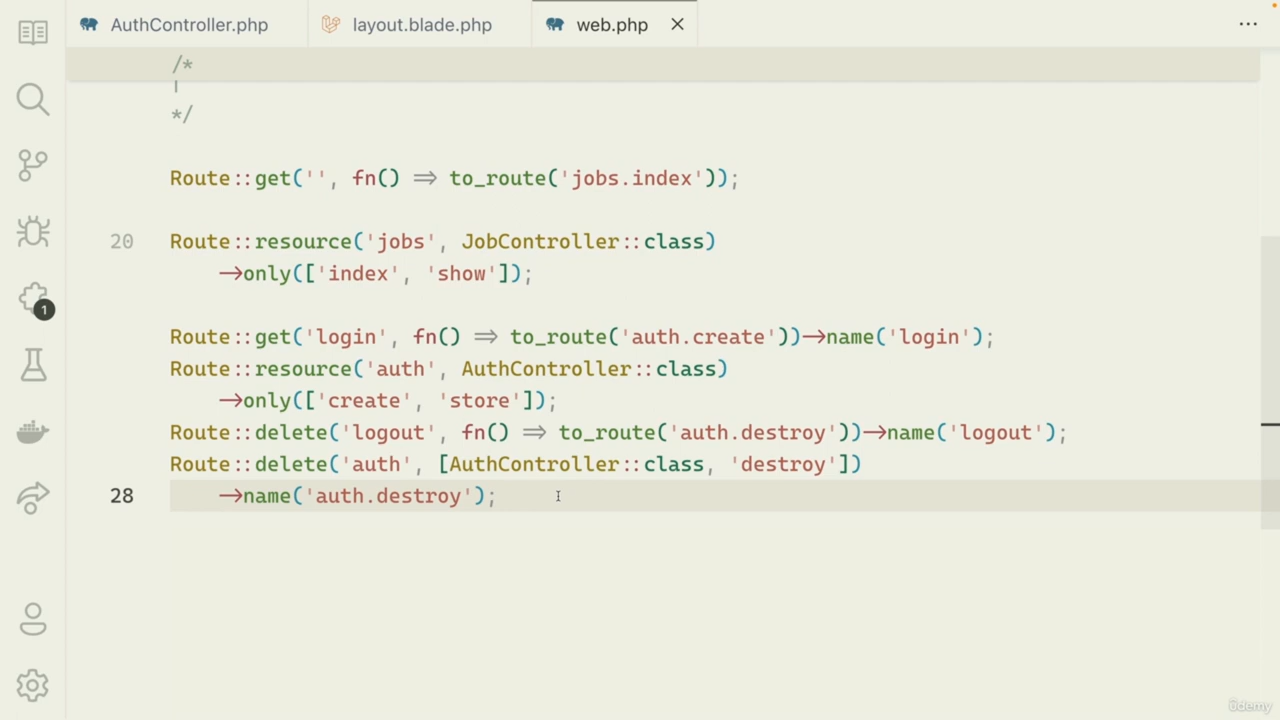 AuthController.php
layout.blade.php
web.php
/*
|
*/
Route::get('', fn() => to_route('jobs.index'));
20 Route::resource('jobs', JobController::class)
->only(['index', 'show']);
Route::get('login', fn() => to_route('auth.create'))->name('login');
Route::resource('auth', AuthController::class)
->only(['create', 'store']);
Route::delete('logout', fn() => to_route('auth.destroy'))->name('logout');
Route::delete('auth', [AuthController::class, 'destroy'])
28 ->name('auth.destroy');
1
ûdemy